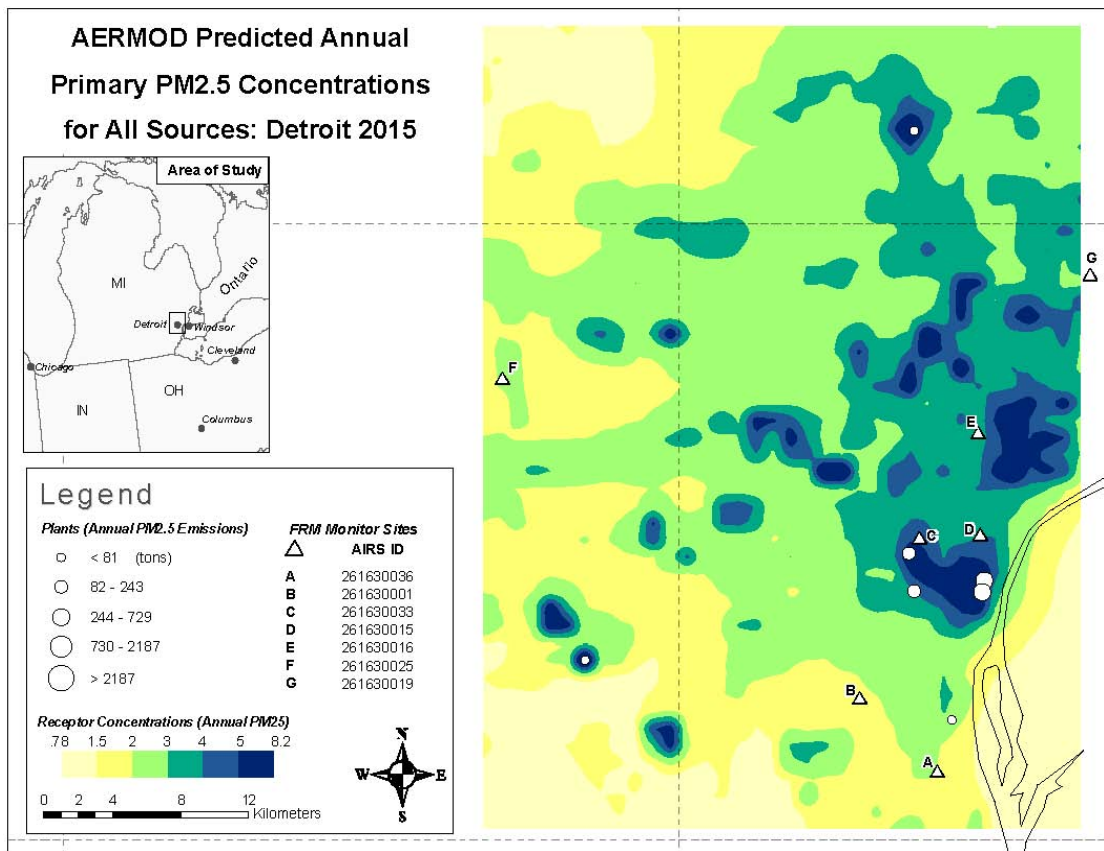 AERMOD Predicted Annual
Primary PM2.5 Concentrations
for All Sources: Detroit 2015
Area of Study
MI
Ontario
Detroit
Windsor
Cleveland
Chicago
IN
OH
Columbus
Legend
Plants (Annual PM2.5 Emissions)
< 81 (tons)
82 - 243
244 - 729
730 - 2187
> 2187
FRM Monitor Sites
AIRS ID
A 261630036
B 261630001
C 261630033
D 261630015
E 261630016
F 261630025
G 261630019
Receptor Concentrations (Annual PM25)
.78 1.5 2 3 4 5 8.2
N
W E
S
0 2 4 8 12
Kilometers
G
F
E
D
C
B
A